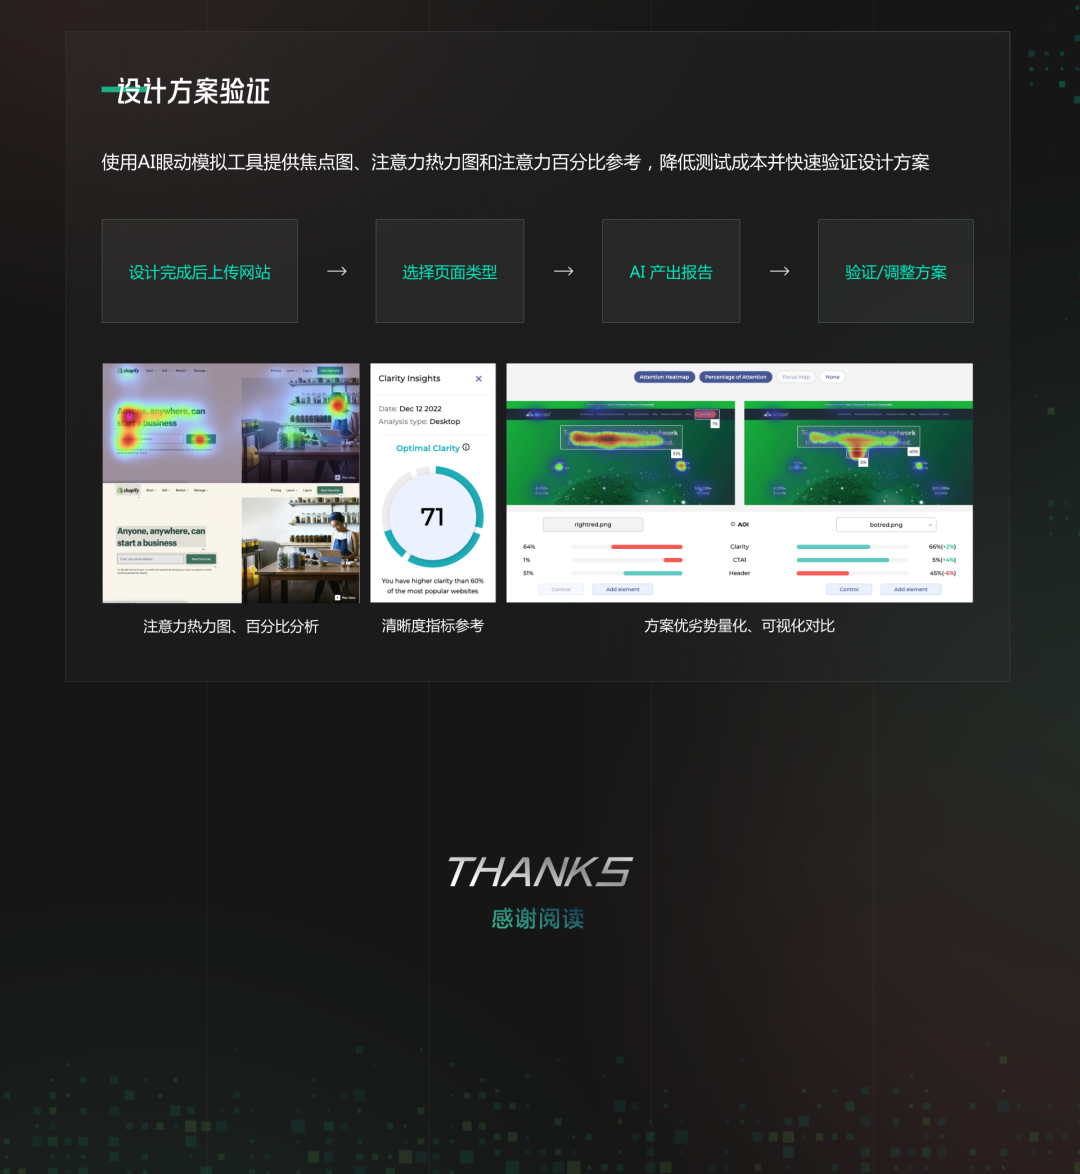 设计方案验证
使用AI眼动模拟工具提供焦点图、注意力热力图和注意力百分比参考，降低测试成本并快速验证设计方案
设计完成后上传网站
→
选择页面类型
→
AI 产出报告
→
验证/调整方案
shopify
Anyone, anywhere, can
start a business
shopify
Anyone, anywhere, can
start a business
注意力热力图、百分比分析
Clarity Insights
Date: Dec 12 2022
Analysis type: Desktop
Optimal Clarity
71
You have higher clarity than 60%
of the most popular websites
清晰度指标参考
Attention Heatmap
Percentage of Attention
Focus Map
None
1%
51%
45%
5%
rightred.png
AOI
botred.png
64%
Clarity
66%(+2%)
1%
CTA1
5%(+4%)
51%
Header
45%(-6%)
Control
Add element
Control
Add element
方案优劣势量化、可视化对比
THANKS
感谢阅读